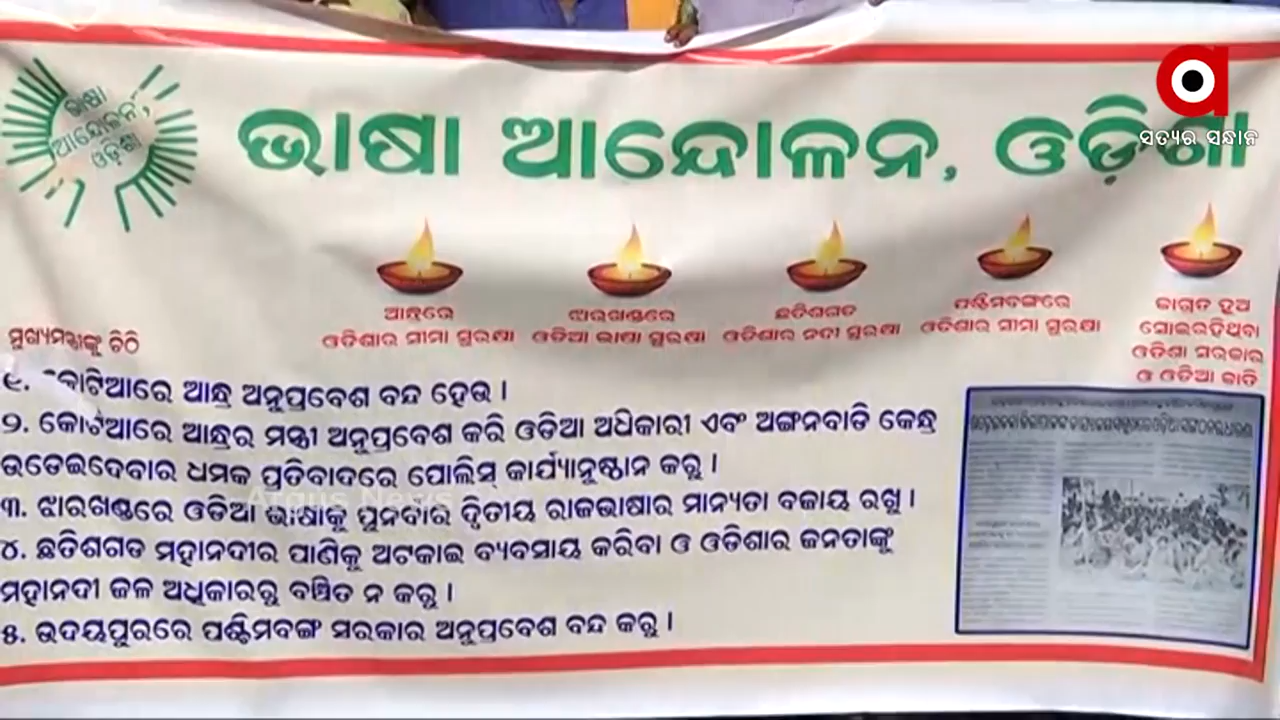 ସତ୍ୟର ସନ୍ଧାନ
ଭାଷା
ଆନ୍ଦୋଳନ,
ଓଡ଼ିଶା
ଭାଷା ଆନ୍ଦୋଳନ, ଓଡ଼ିଶା
ଆନ୍ଧ୍ରରେ
ଓଡିଶାର ସୀମା ସୁରକ୍ଷା
ଝାରଖଣ୍ଡରେ
ଓଡିଆ ଭାଷା ସୁରକ୍ଷା
ଛତିଶଗଡ
ଓଡିଶାର ନଦୀ ସୁରକ୍ଷା
ପଶ୍ଚିମବଙ୍ଗରେ
ଓଡିଶାର ସୀମା ସୁରକ୍ଷା
ଜାଗ୍ରତ ହୁଅ
ସୋଇରହିଥିବା
ଓଡିଶା ସରକାର
ଓ ଓଡିଆ ଜାତି
ମୁଖ୍ୟମନ୍ତ୍ରୀଙ୍କୁ ଚିଠି
୧. କୋଟିଆରେ ଆନ୍ଧ୍ର ଅନୁପ୍ରବେଶ ବନ୍ଦ ହେଉ ।
୨. କୋଟିଆରେ ଆନ୍ଧ୍ରର ମନ୍ତ୍ରୀ ଅନୁପ୍ରବେଶ କରି ଓଡିଆ ଅଧିକାରୀ ଏବଂ ଅଙ୍ଗନବାଡି କେନ୍ଦ୍ର
ଉଡେଇଦେବାର ଧମକ ପ୍ରତିବାଦରେ ପୋଲିସ୍ କାର୍ଯ୍ୟାନୁଷ୍ଠାନ କରୁ ।
୩. ଝାରଖଣ୍ଡରେ ଓଡିଆ ଭାଷାକୁ ପୁନର୍ବାର ଦ୍ଵିତୀୟ ରାଜଭାଷାର ମାନ୍ୟତା ବଜାୟ ରଖୁ ।
Argus News
୪. ଛତିଶଗଡ ମହାନଦୀର ପାଣିକୁ ଅଟକାଇ ବ୍ୟବସାୟ କରିବା ଓ ଓଡିଶାର ଜନତାଙ୍କୁ
ମହାନଦୀ ଜଳ ଅଧିକାରରୁ ବଞ୍ଚିତ ନ କରୁ ।
୫. ଉଦୟପୁରରେ ପଶ୍ଚିମବଙ୍ଗ ସରକାର ଅନୁପ୍ରବେଶ ବନ୍ଦ କରୁ ।